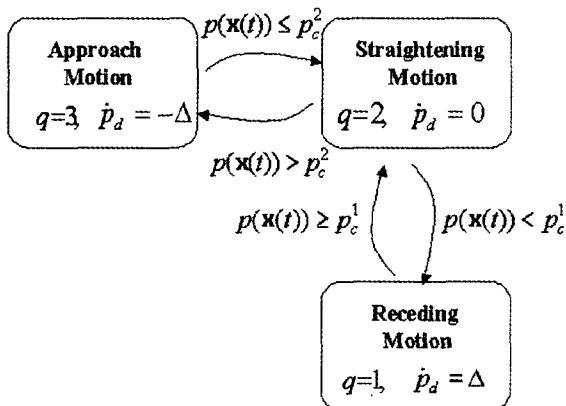 p(x(t)) ≤ p_c^2
Approach
Motion
q=3, ṗ_d = −Δ
Straightening
Motion
q=2, ṗ_d = 0
p(x(t)) > p_c^2
p(x(t)) ≥ p_c^1
p(x(t)) < p_c^1
Receding
Motion
q=1, ṗ_d = Δ